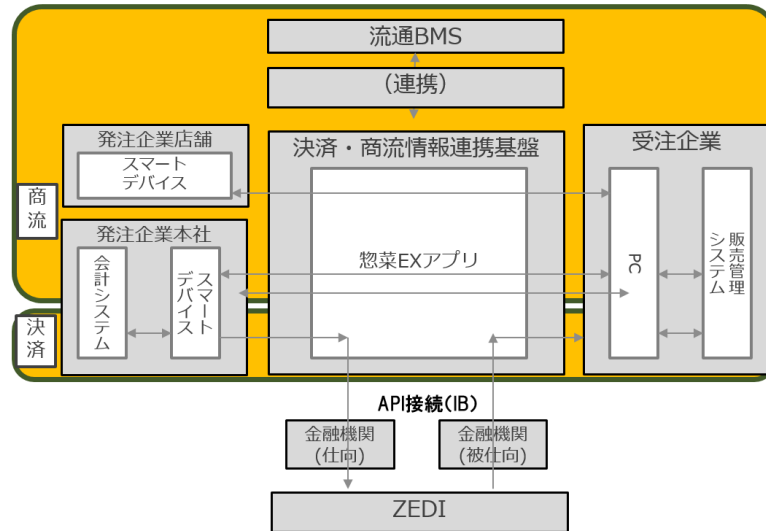 流通BMS
（連携）
発注企業店舗
スマート
デバイス
決済・商流情報連携基盤
受注企業
商
流
発注企業本社
会計システム
スマート
デバイス
惣菜EXアプリ
PC
販売管理
システム
決
済
API接続(IB)
金融機関
(仕向)
金融機関
(被仕向)
ZEDI